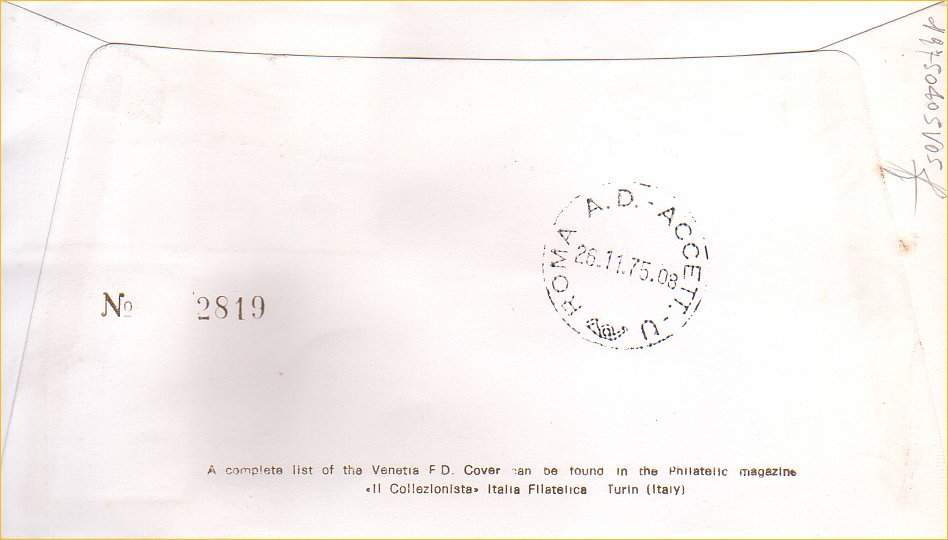 ROMA A.D.-ACCETT.-U
26.11.75.08
No 2819
A complete list of the Venetia F.D. Cover can be found in the Philatelic magazine
«Il Collezionista» Italia Filatelica Turin (Italy)